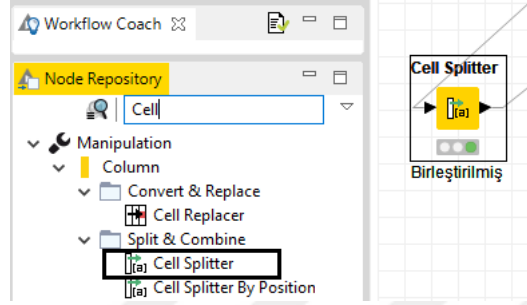 Workflow Coach
Node Repository
Cell
Manipulation
Column
Convert & Replace
Cell Replacer
Split & Combine
Cell Splitter
Cell Splitter By Position
Cell Splitter
Birleştirilmiş